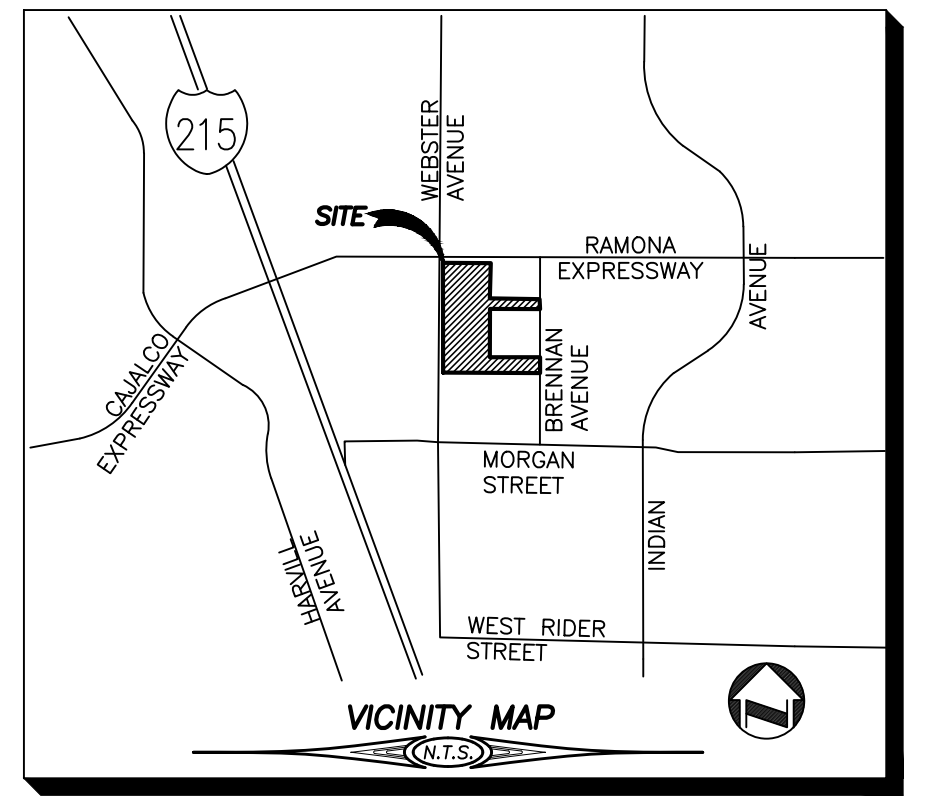 215
WEBSTER
AVENUE
SITE
RAMONA
EXPRESSWAY
AVENUE
CAJALCO
EXPRESSWAY
BRENNAN
AVENUE
MORGAN
STREET
INDIAN
HARVILL
AVENUE
WEST RIDER
STREET
VICINITY MAP
N.T.S.
N